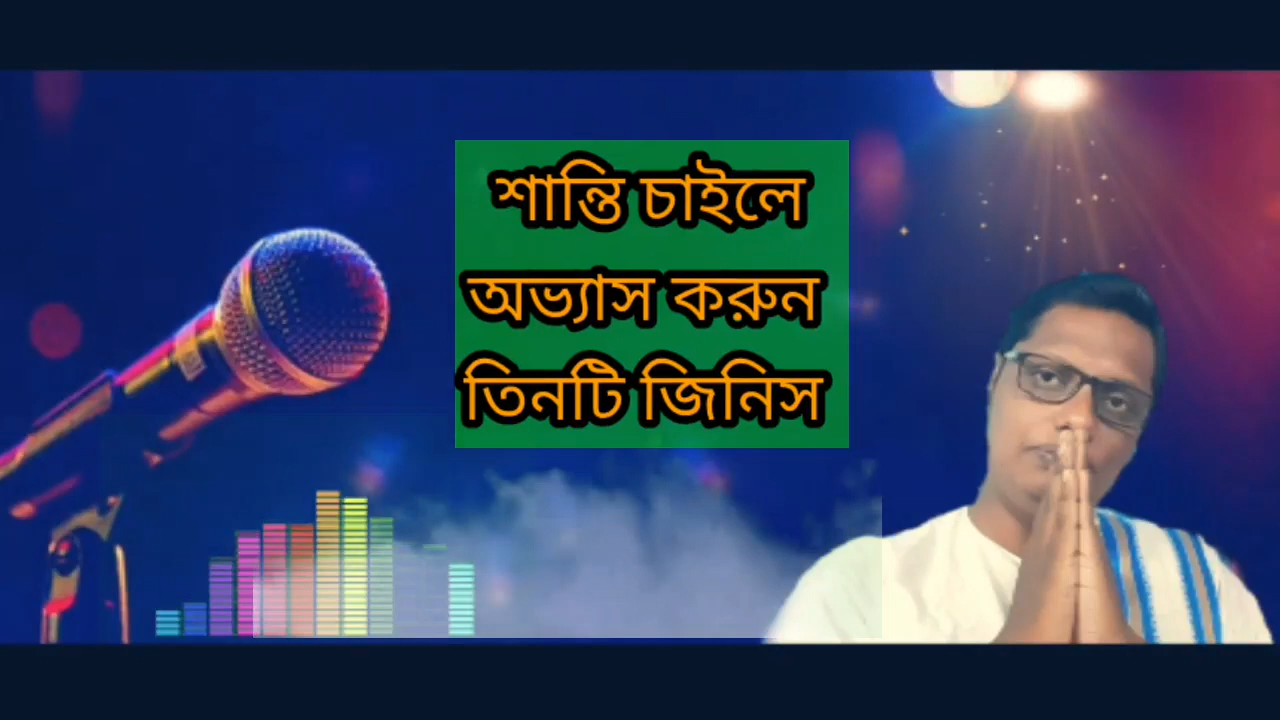 শান্তি চাইলে
অভ্যাস করুন
তিনটি জিনিস